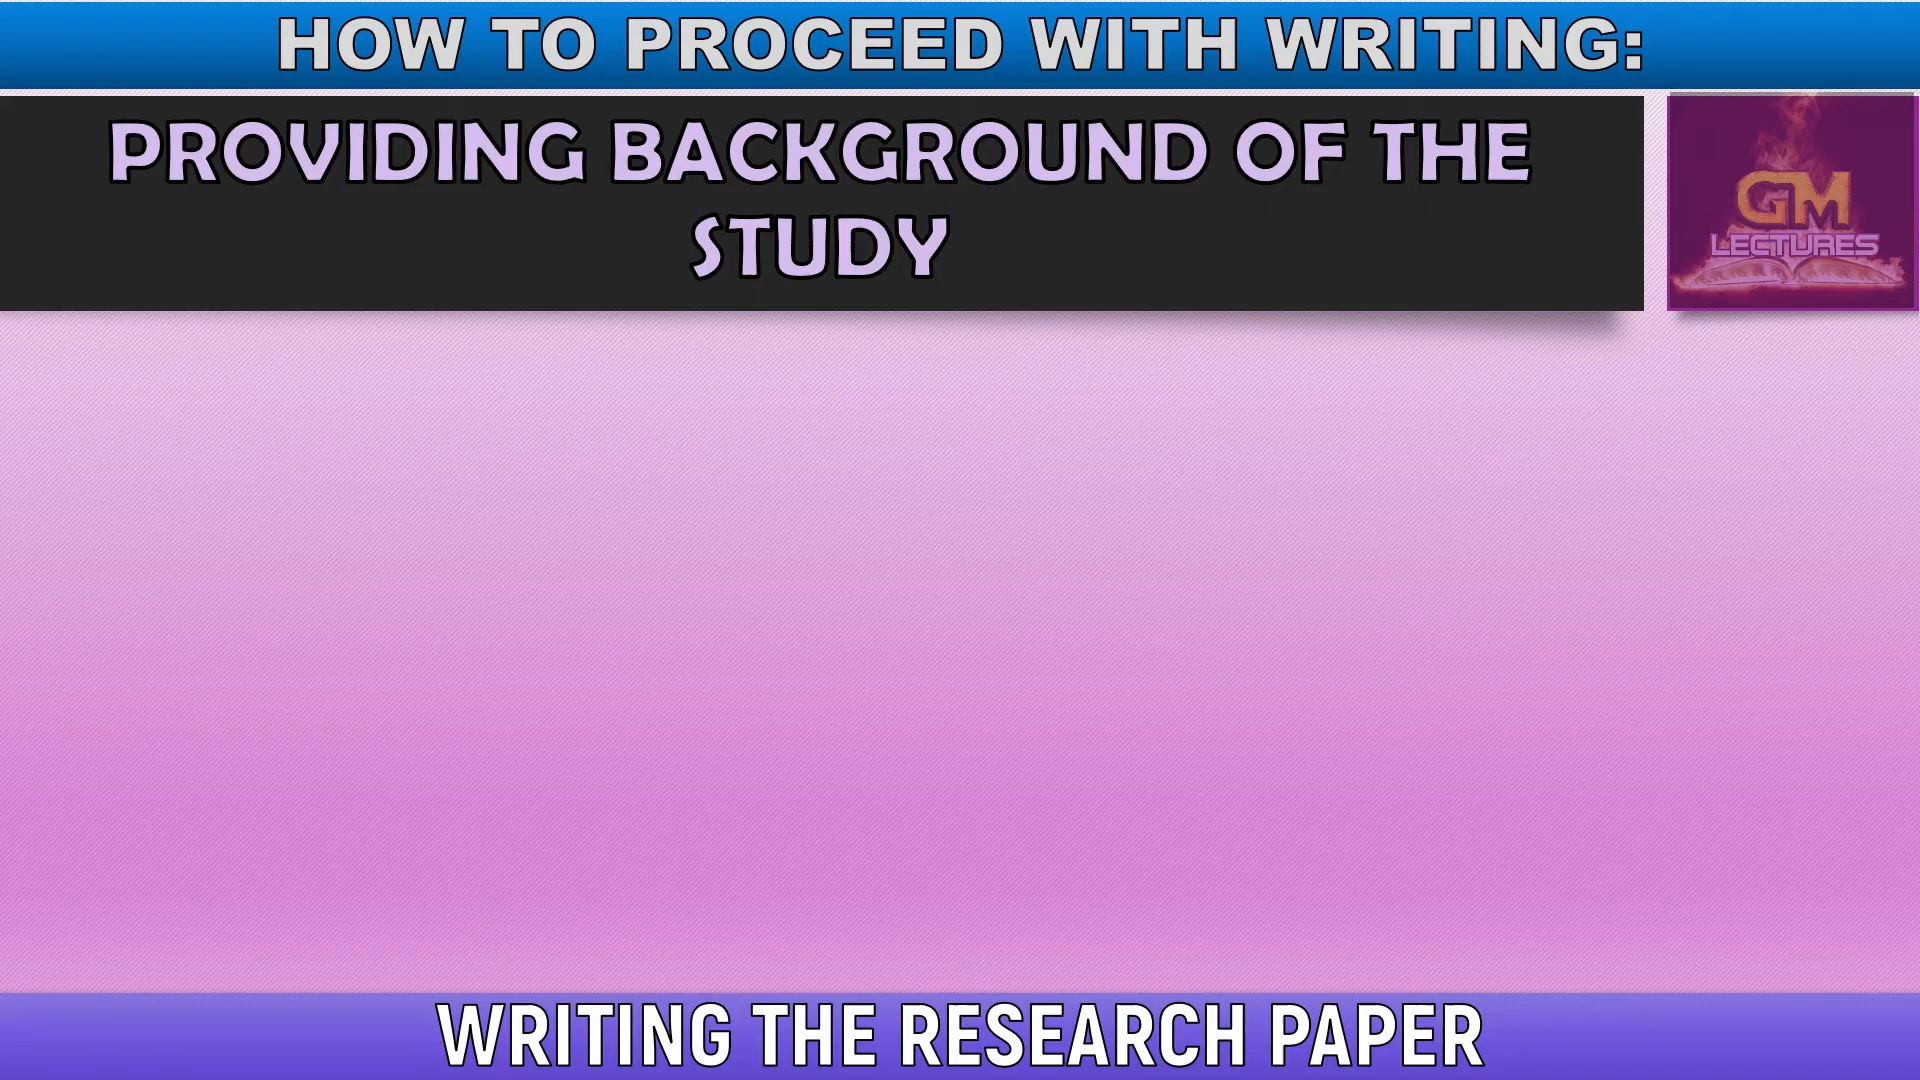 HOW TO PROCEED WITH WRITING:
PROVIDING BACKGROUND OF THE
STUDY
GM
LECTURES
WRITING THE RESEARCH PAPER